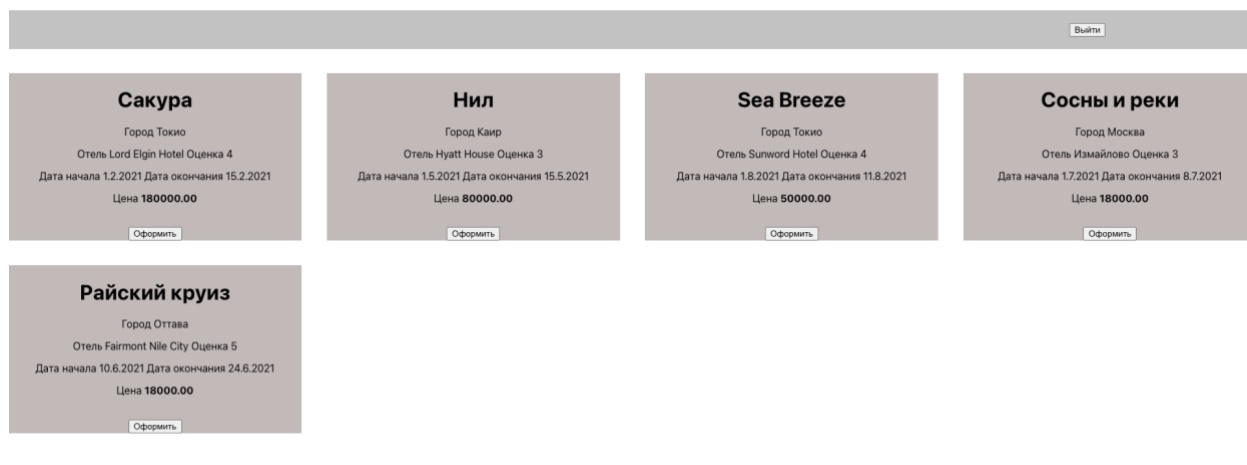 Выйти
Сакура
Город Токио
Отель Lord Elgin Hotel Оценка 4
Дата начала 1.2.2021 Дата окончания 15.2.2021
Цена 180000.00
Оформить
Нил
Город Каир
Отель Hyatt House Оценка 3
Дата начала 1.5.2021 Дата окончания 15.5.2021
Цена 80000.00
Оформить
Sea Breeze
Город Токио
Отель Sunword Hotel Оценка 4
Дата начала 1.8.2021 Дата окончания 11.8.2021
Цена 50000.00
Оформить
Сосны и реки
Город Москва
Отель Измайлово Оценка 3
Дата начала 1.7.2021 Дата окончания 8.7.2021
Цена 18000.00
Оформить
Райский круиз
Город Оттава
Отель Fairmont Nile City Оценка 5
Дата начала 10.6.2021 Дата окончания 24.6.2021
Цена 18000.00
Оформить